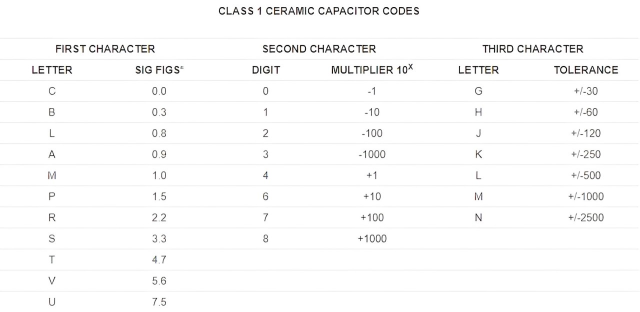 CLASS 1 CERAMIC CAPACITOR CODES
FIRST CHARACTER SECOND CHARACTER THIRD CHARACTER
LETTER SIG FIGS* DIGIT MULTIPLIER 10^X LETTER TOLERANCE
C 0.0 0 -1 G +/-30
B 0.3 1 -10 H +/-60
L 0.8 2 -100 J +/-120
A 0.9 3 -1000 K +/-250
M 1.0 4 +1 L +/-500
P 1.5 6 +10 M +/-1000
R 2.2 7 +100 N +/-2500
S 3.3 8 +1000
T 4.7
V 5.6
U 7.5